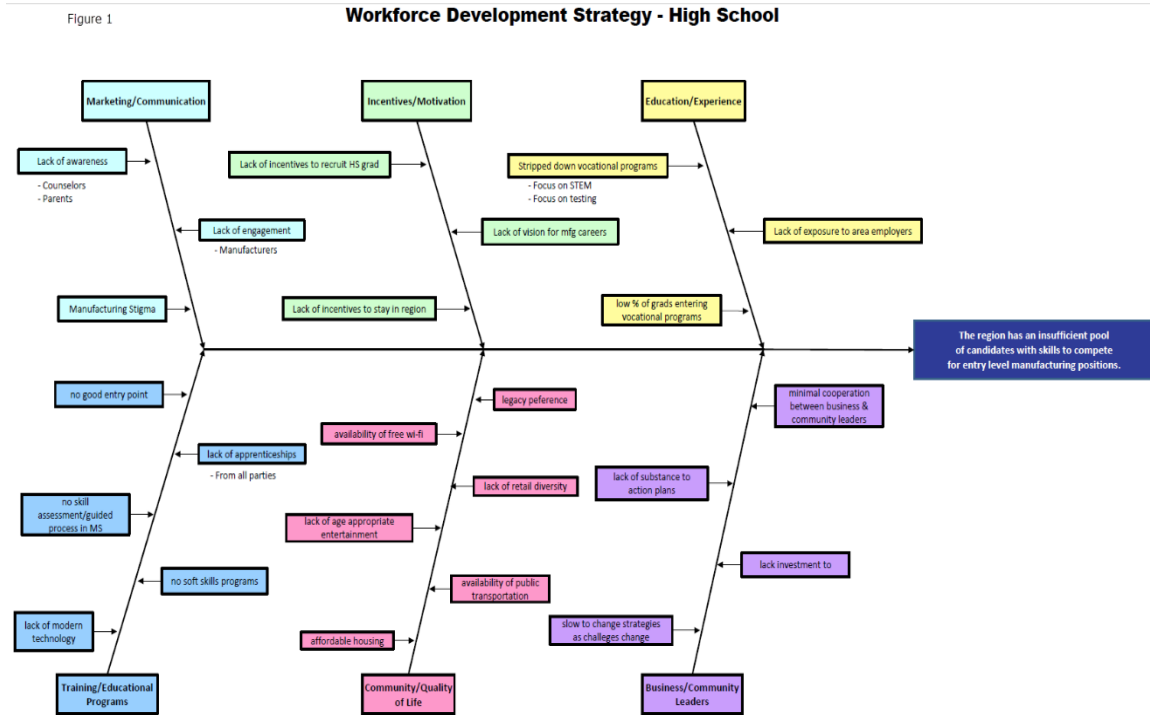 Figure 1
Workforce Development Strategy - High School
Marketing/Communication
Incentives/Motivation
Education/Experience
Lack of awareness
- Counselors
- Parents
Lack of incentives to recruit HS grad
Stripped down vocational programs
- Focus on STEM
- Focus on testing
Lack of engagement
- Manufacturers
Lack of vision for mfg careers
Lack of exposure to area employers
Manufacturing Stigma
Lack of incentives to stay in region
low % of grads entering
vocational programs
The region has an insufficient pool
of candidates with skills to compete
for entry level manufacturing positions.
no good entry point
legacy peference
minimal cooperation
between business &
community leaders
availability of free wi-fi
lack of apprenticeships
- From all parties
lack of retail diversity
lack of substance to
action plans
no skill
assessment/guided
process in MS
lack of age appropriate
entertainment
no soft skills programs
availability of public
transportation
lack investment to
lack of modern
technology
affordable housing
slow to change strategies
as challeges change
Training/Educational
Programs
Community/Quality
of Life
Business/Community
Leaders